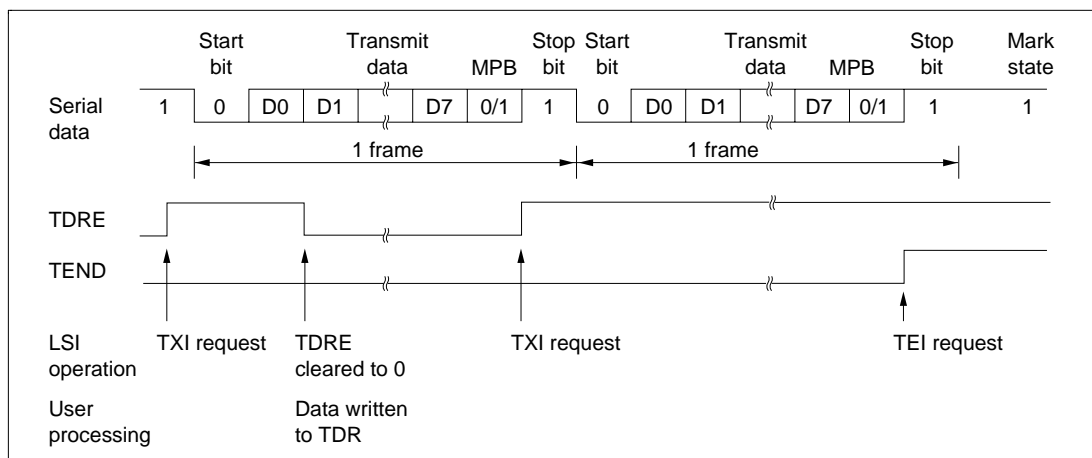 Start bit Transmit data MPB Stop bit Start bit Transmit data MPB Stop bit Mark state
Serial data 1 0 D0 D1 D7 0/1 1 0 D0 D1 D7 0/1 1 1
1 frame 1 frame
TDRE
TEND
LSI operation TXI request TDRE cleared to 0 TXI request TEI request
User processing Data written to TDR